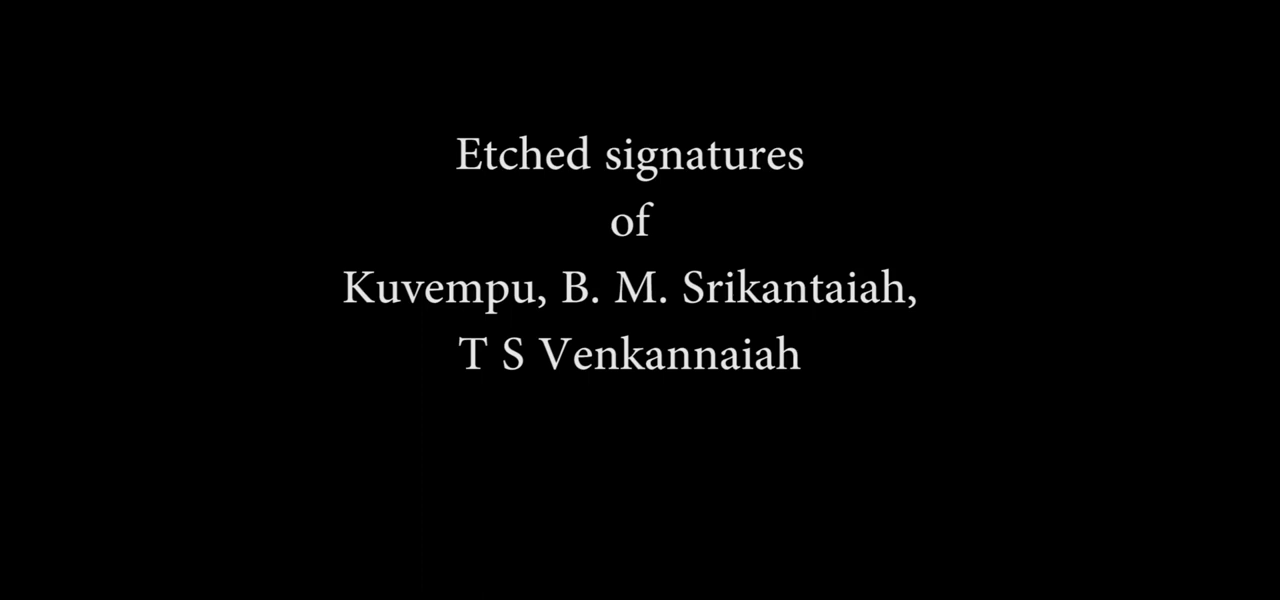 Etched signatures
of
Kuvempu, B. M. Srikantaiah,
T S Venkannaiah